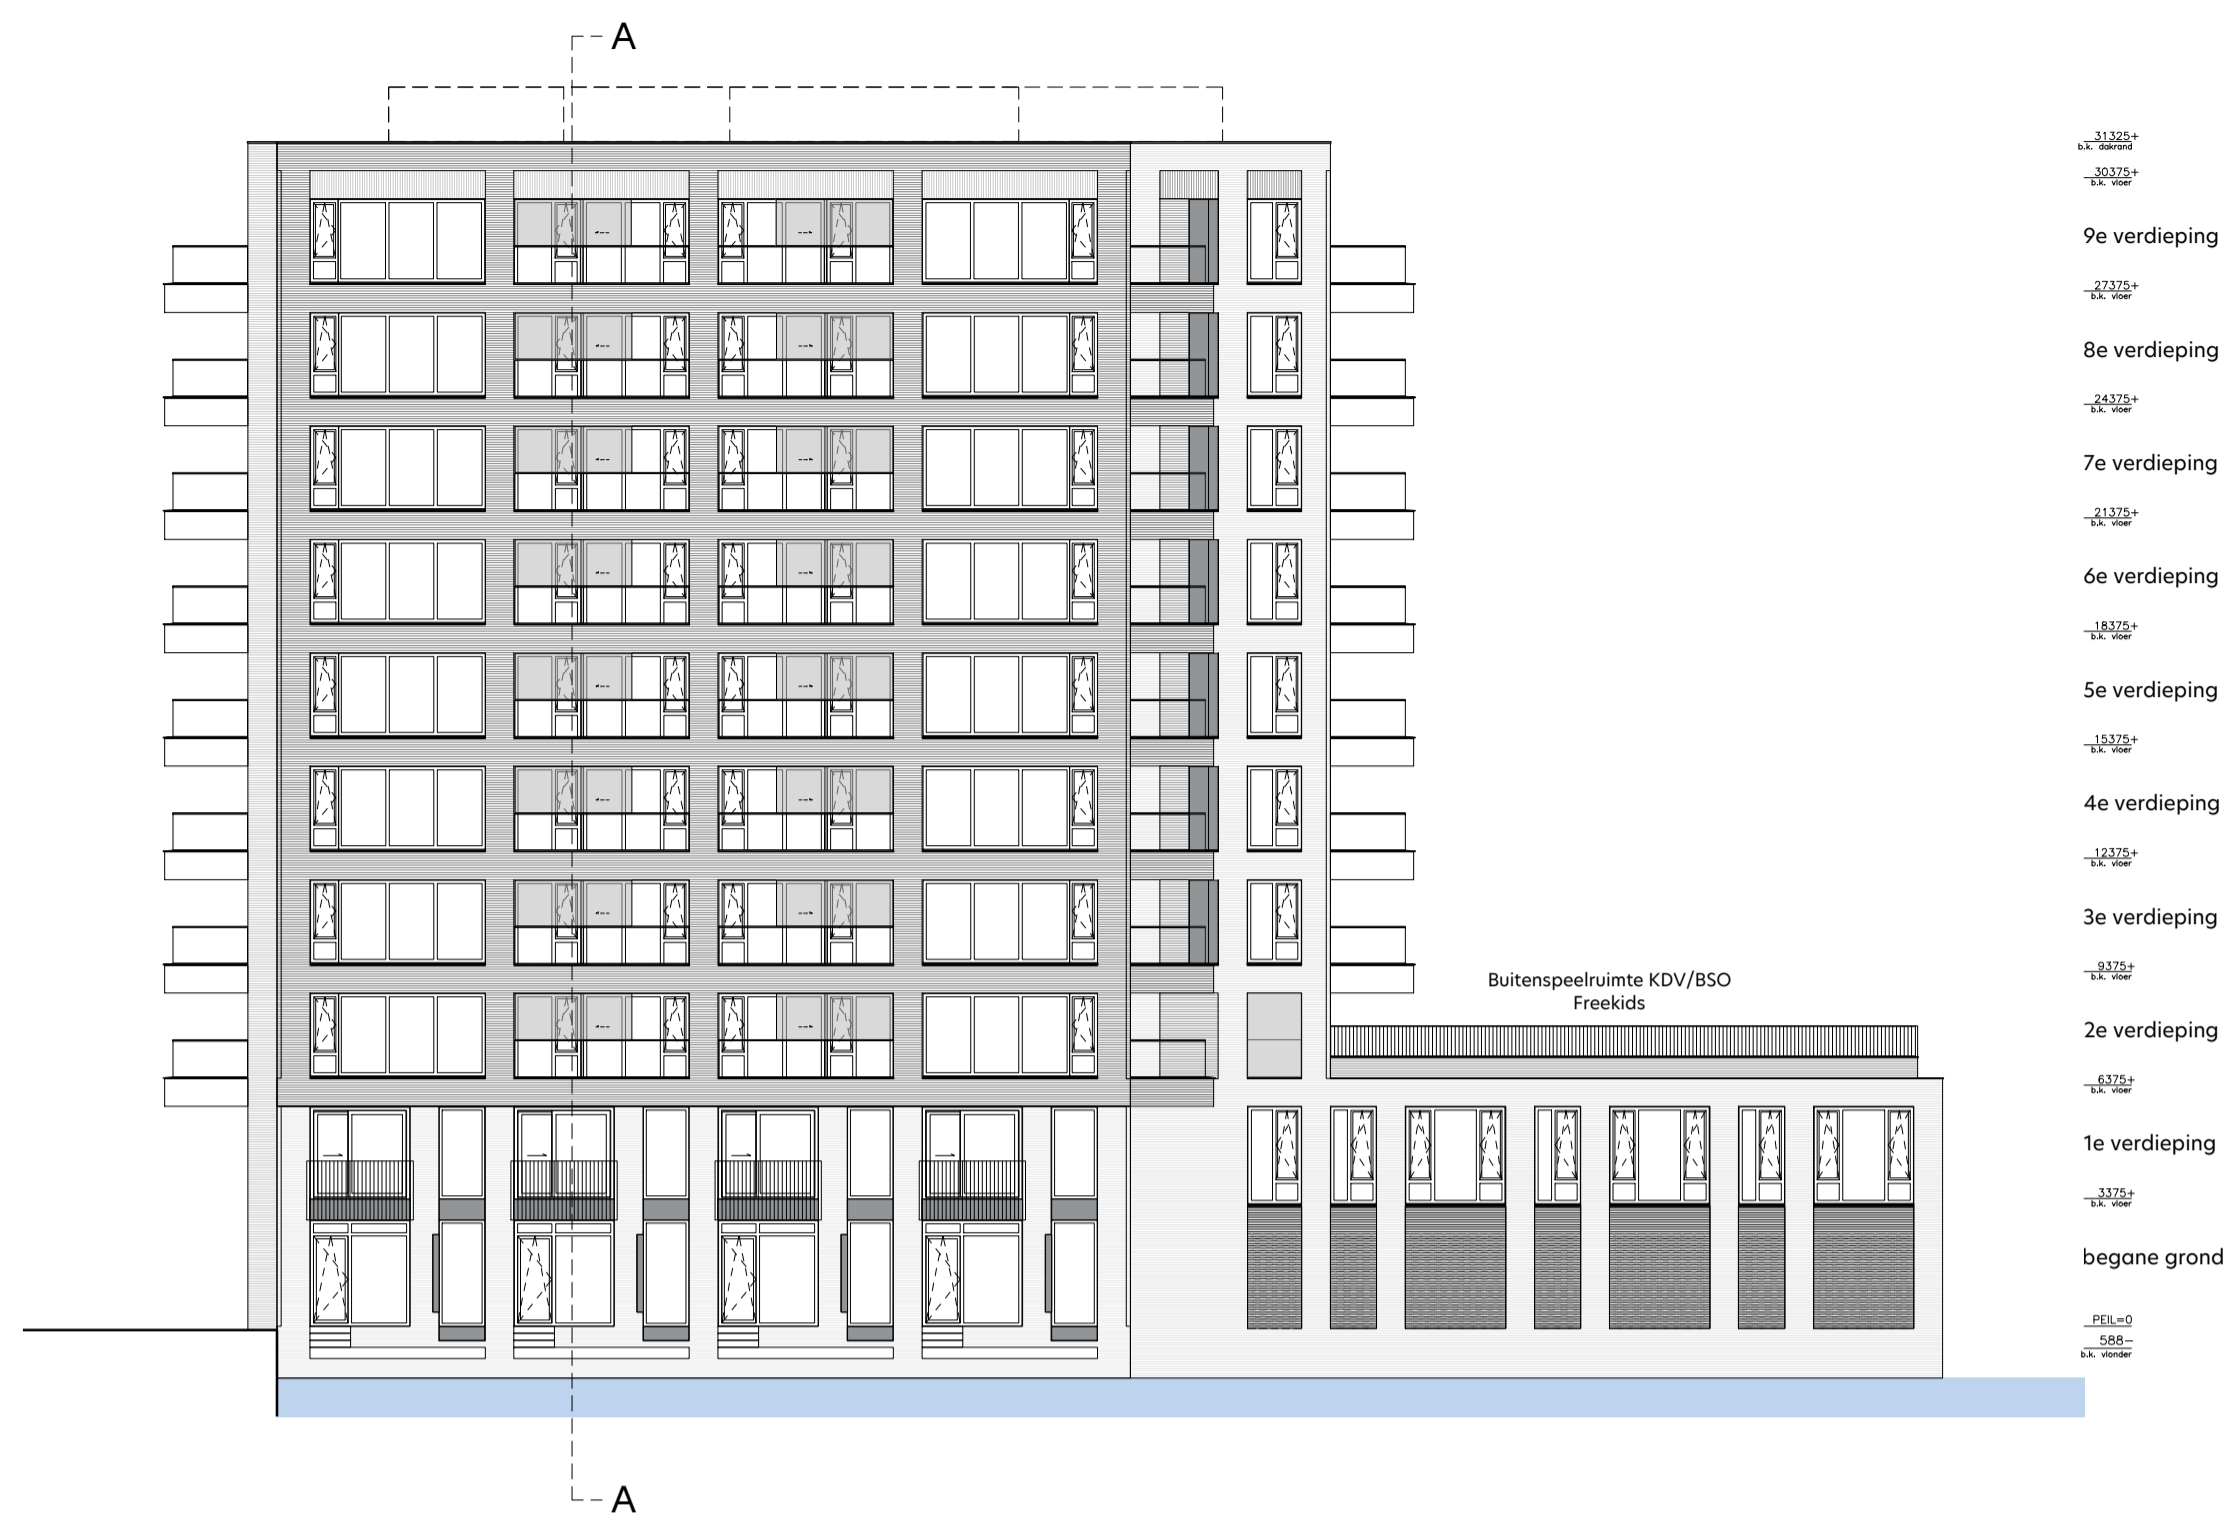 A
31325+
b.k. dakrand
30375+
b.k. vloer
9e verdieping
27375+
b.k. vloer
8e verdieping
24375+
b.k. vloer
7e verdieping
21375+
b.k. vloer
6e verdieping
18375+
b.k. vloer
5e verdieping
15375+
b.k. vloer
4e verdieping
12375+
b.k. vloer
3e verdieping
9375+
b.k. vloer
Buitenspeelruimte KDV/BSO
Freekids
2e verdieping
6375+
b.k. vloer
1e verdieping
3375+
b.k. vloer
begane grond
PEIL=0
588-
b.k. vlonder
A